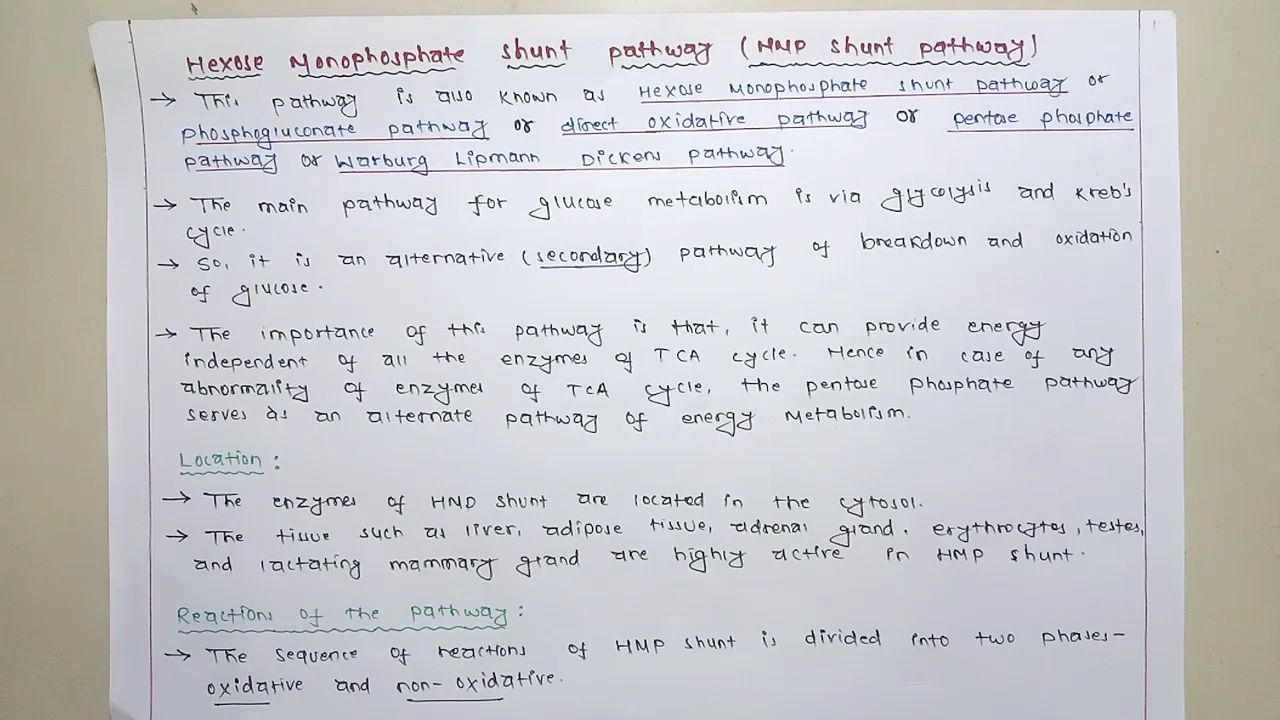 Hexose Monophosphate shunt pathway (HMP shunt pathway)
→ This pathway is also known as Hexose Monophosphate shunt pathway or
phosphogluconate pathway or direct oxidative pathway or pentose phosphate
pathway or Warburg Lipmann Dickens pathway.
→ The main pathway for glucose metabolism is via glycolysis and Kreb's
cycle.
→ So, it is an alternative (secondary) pathway of breakdown and oxidation
of glucose.
→ The importance of this pathway is that, it can provide energy
independent of all the enzymes of TCA cycle. Hence in case of any
abnormality of enzymes of TCA cycle, the pentose phosphate pathway
serves as an alternate pathway of energy Metabolism.
Location:
→ The enzymes of HMP shunt are located in the cytosol.
→ The tissue such as liver, adipose tissue, adrenal gland, erythrocytes, testes,
and lactating mammary gland are highly active in HMP shunt.
Reactions of the pathway:
→ The sequence of reactions of HMP shunt is divided into two phases-
oxidative and non-oxidative.